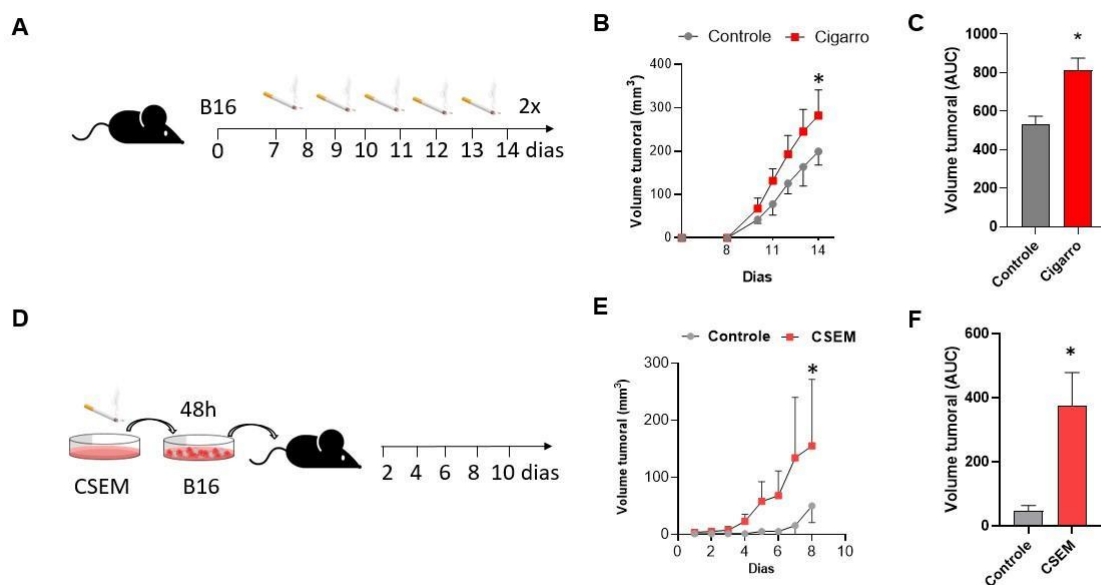 A
B16
2x
0 7 8 9 10 11 12 13 14 dias
B
Controle Cigarro
Volume tumoral (mm³)
400
300
200
100
0
*
8 11 14
Dias
C
Volume tumoral (AUC)
1000
800
600
400
200
0
*
Controle
Cigarro
D
48h
CSEM
B16
2 4 6 8 10 dias
E
Controle CSEM
Volume tumoral (mm³)
300
200
100
0
*
0 2 4 6 8 10
Dias
F
Volume tumoral (AUC)
600
400
200
0
*
Controle
CSEM